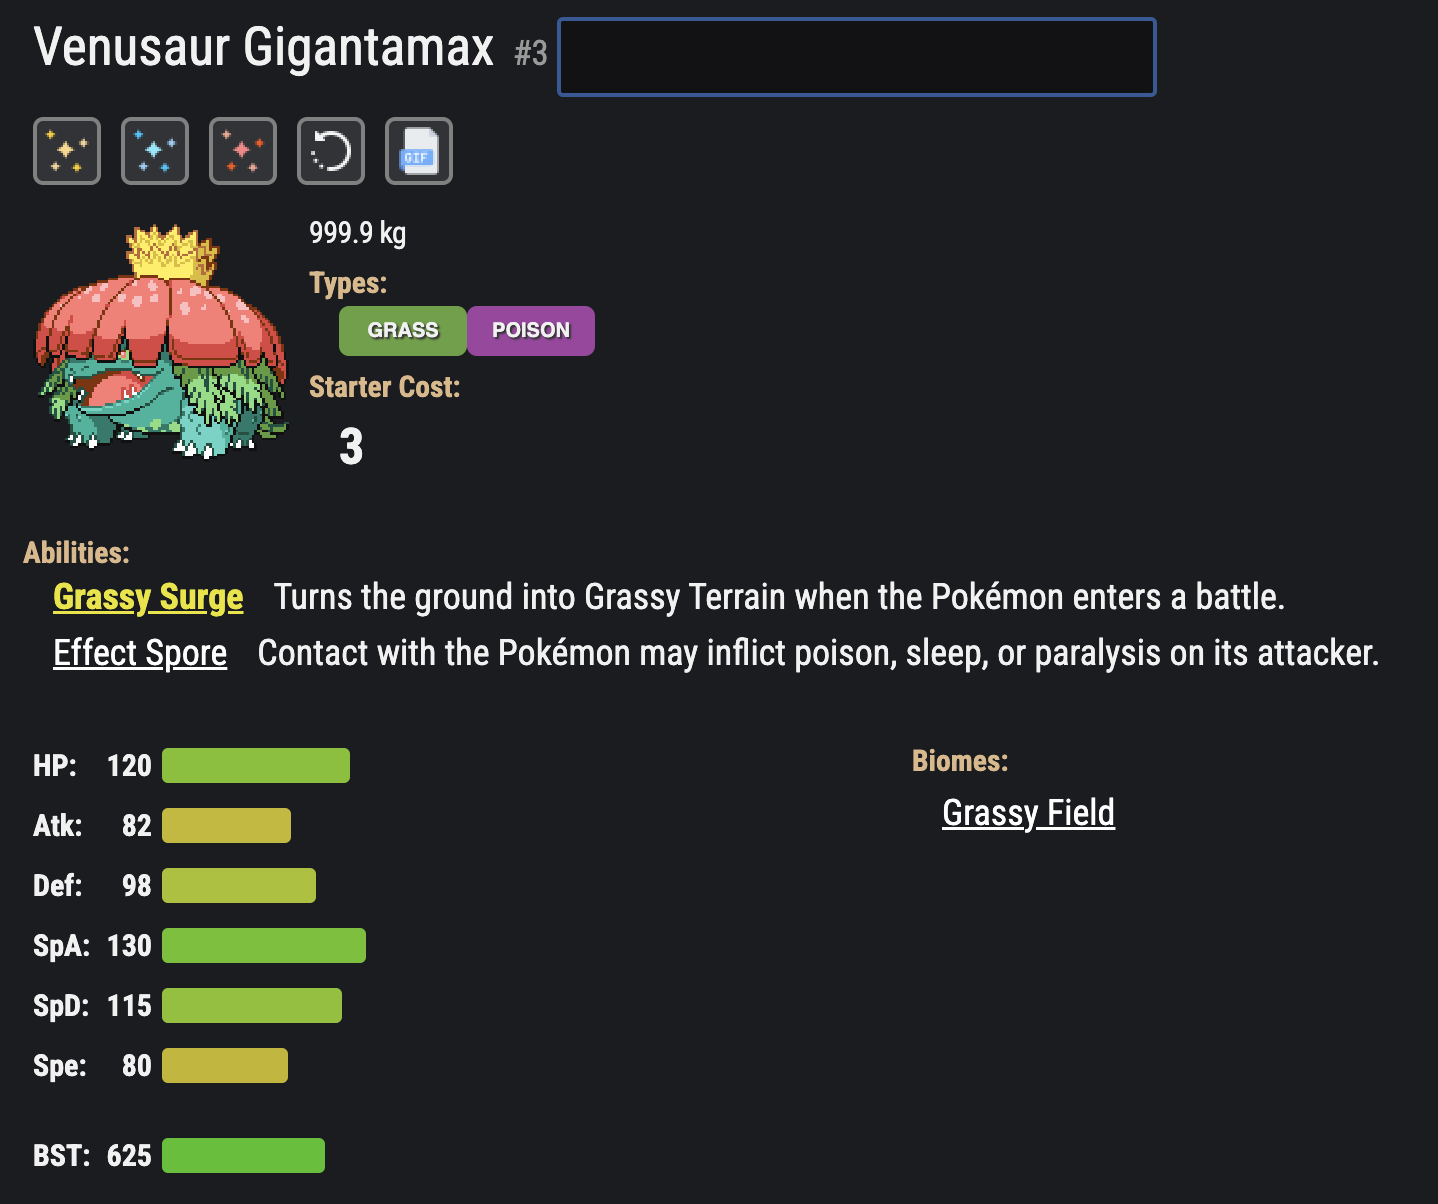 Venusaur Gigantamax #3
GIF
999.9 kg
Types:
GRASS POISON
Starter Cost:
3
Abilities:
Grassy Surge Turns the ground into Grassy Terrain when the Pokémon enters a battle.
Effect Spore Contact with the Pokémon may inflict poison, sleep, or paralysis on its attacker.
HP: 120
Atk: 82
Def: 98
SpA: 130
SpD: 115
Spe: 80
BST: 625
Biomes:
Grassy Field